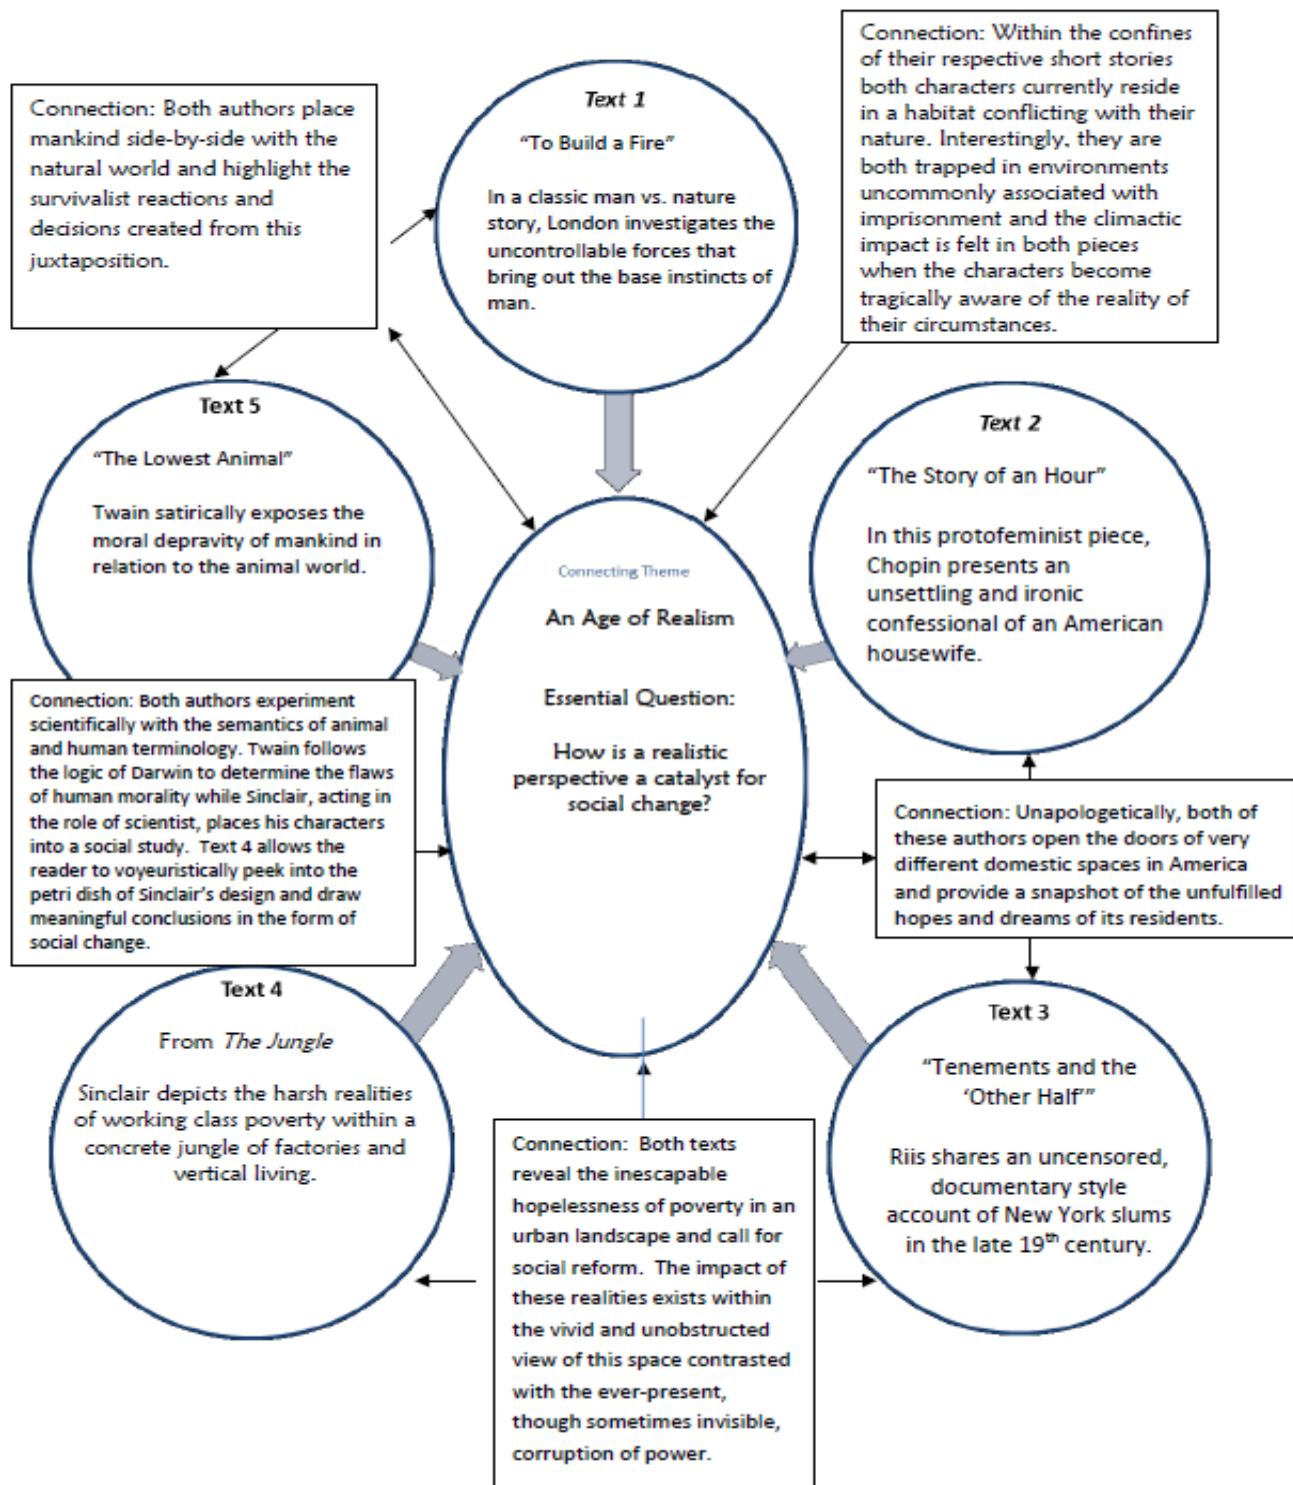 Connection: Both authors place
mankind side-by-side with the
natural world and highlight the
survivalist reactions and
decisions created from this
juxtaposition.
Text 1
"To Build a Fire"
In a classic man vs. nature
story, London investigates the
uncontrollable forces that
bring out the base instincts of
man.
Connection: Within the confines
of their respective short stories
both characters currently reside
in a habitat conflicting with their
nature. Interestingly, they are
both trapped in environments
uncommonly associated with
imprisonment and the climactic
impact is felt in both pieces
when the characters become
tragically aware of the reality of
their circumstances.
Text 5
"The Lowest Animal"
Twain satirically exposes the
moral depravity of mankind in
relation to the animal world.
Text 2
"The Story of an Hour"
In this protofeminist piece,
Chopin presents an
unsettling and ironic
confessional of an American
housewife.
Connecting Theme
An Age of Realism
Essential Question:
How is a realistic
perspective a catalyst for
social change?
Connection: Both authors experiment
scientifically with the semantics of animal
and human terminology. Twain follows
the logic of Darwin to determine the flaws
of human morality while Sinclair, acting in
the role of scientist, places his characters
into a social study. Text 4 allows the
reader to voyeuristically peek into the
petri dish of Sinclair's design and draw
meaningful conclusions in the form of
social change.
Connection: Unapologetically, both of
these authors open the doors of very
different domestic spaces in America
and provide a snapshot of the unfulfilled
hopes and dreams of its residents.
Text 4
From The Jungle
Sinclair depicts the harsh realities
of working class poverty within a
concrete jungle of factories and
vertical living.
Connection: Both texts
reveal the inescapable
hopelessness of poverty in an
urban landscape and call for
social reform. The impact of
these realities exists within
the vivid and unobstructed
view of this space contrasted
with the ever-present,
though sometimes invisible,
corruption of power.
Text 3
"Tenements and the
'Other Half'"
Riis shares an uncensored,
documentary style
account of New York slums
in the late 19th century.